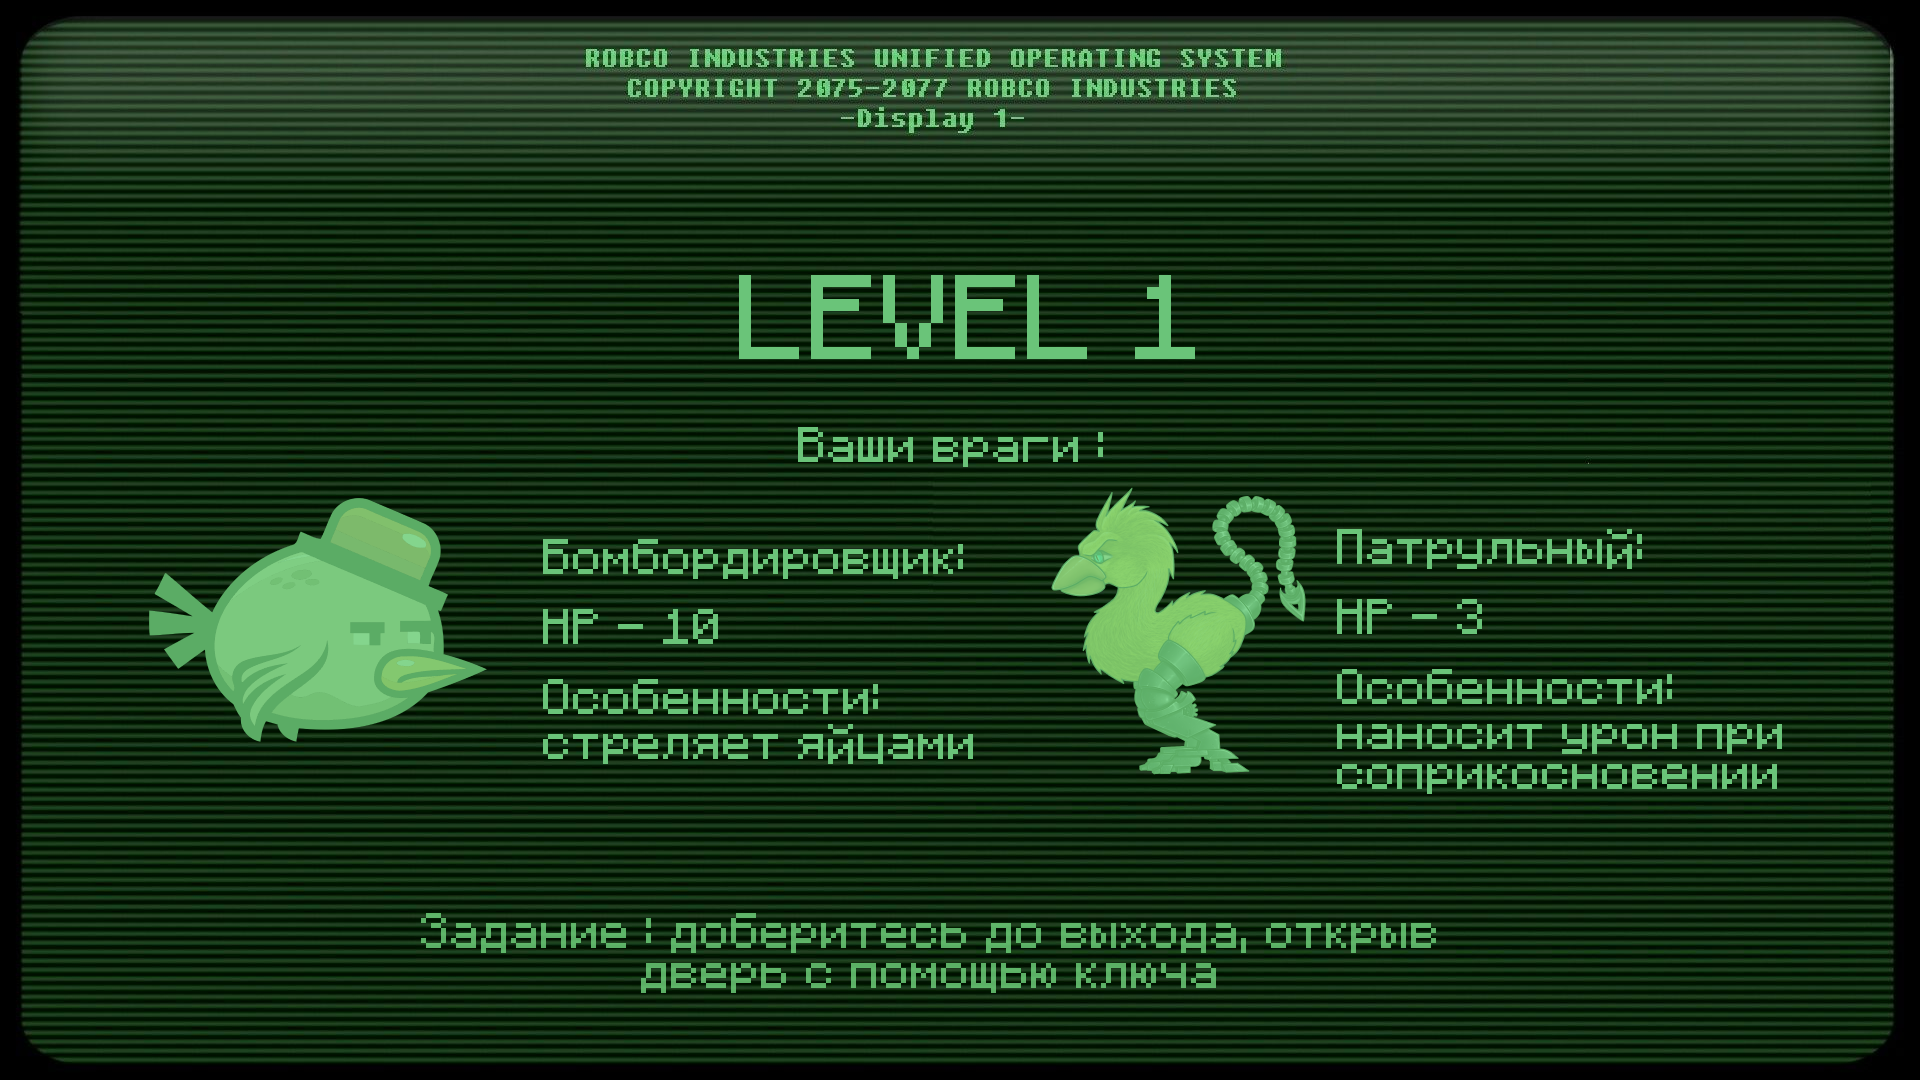 ROBCO INDUSTRIES UNIFIED OPERATING SYSTEM
COPYRIGHT 2075-2077 ROBCO INDUSTRIES
-Display 1-
LEVEL 1
Ваши враги :
Бомбордировщик:
HP - 10
Особенности:
стреляет яйцами
Патрульный:
HP - 3
Особенности:
наносит урон при
соприкосновении
Задание : доберитесь до выхода, открыв
дверь с помощью ключа